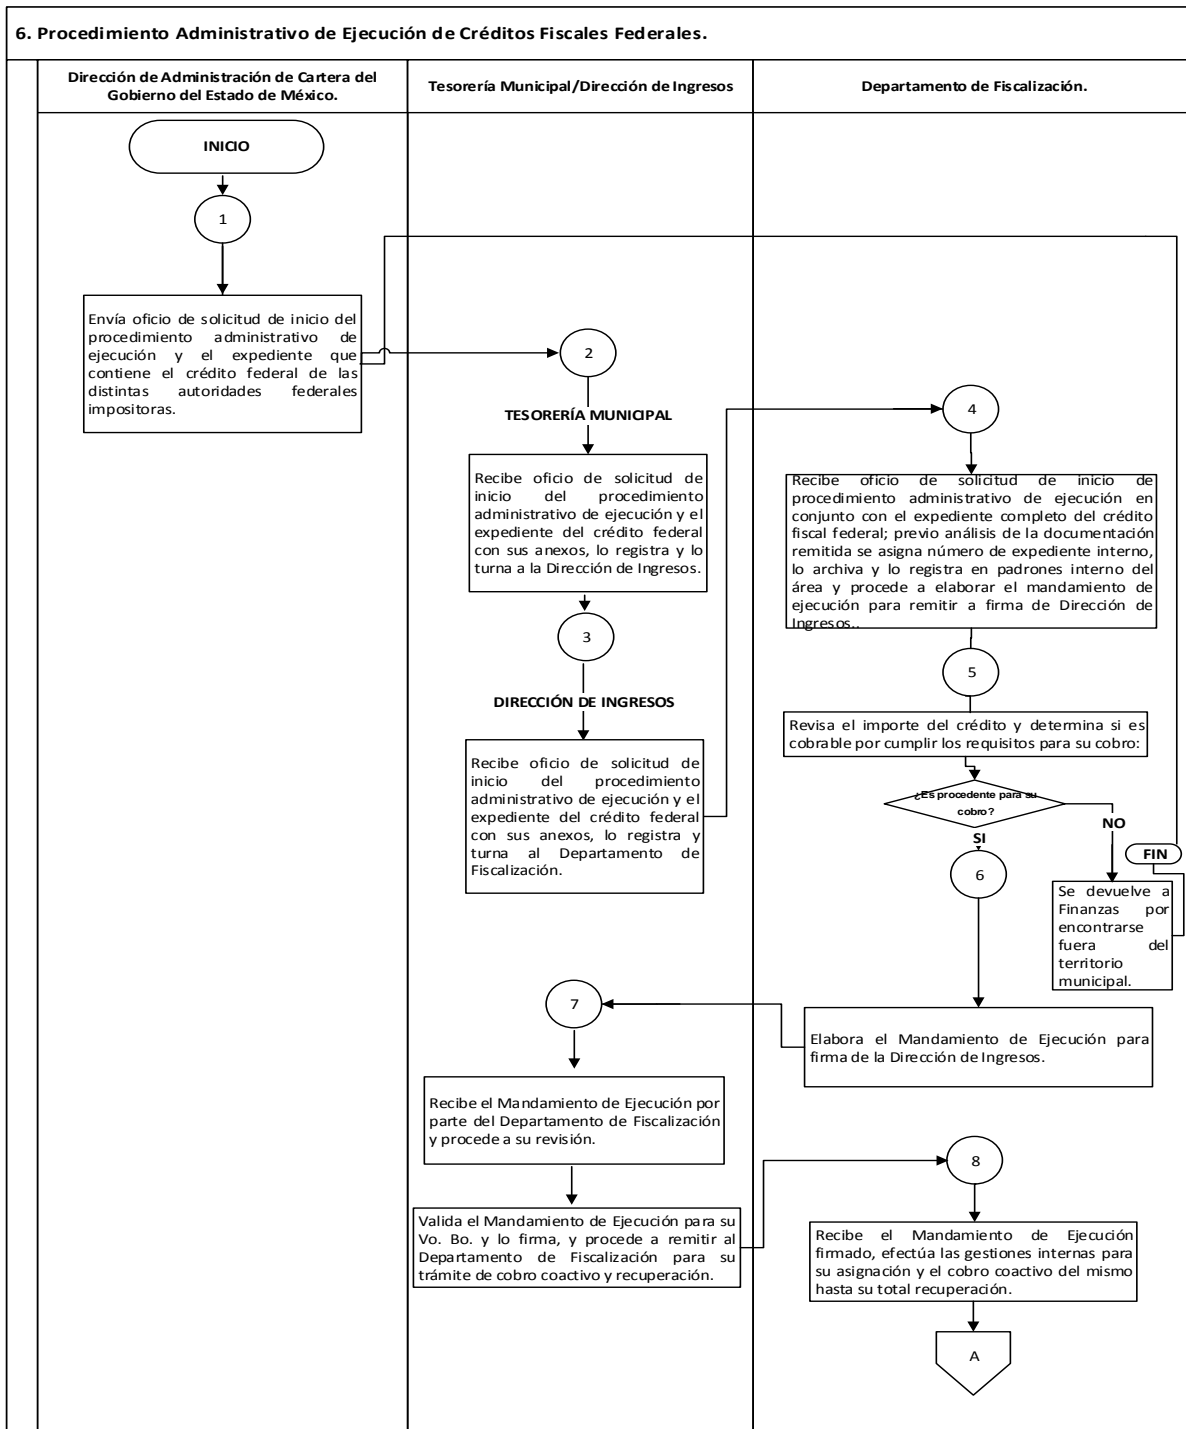 6. Procedimiento Administrativo de Ejecución de Créditos Fiscales Federales.
Dirección de Administración de Cartera del
Gobierno del Estado de México.
Tesorería Municipal/Dirección de Ingresos
Departamento de Fiscalización.
INICIO
1
Envía oficio de solicitud de inicio del
procedimiento administrativo de
ejecución y el expediente que
contiene el crédito federal de las
distintas autoridades federales
impositoras.
2
TESORERÍA MUNICIPAL
Recibe oficio de solicitud de
inicio del procedimiento
administrativo de ejecución y el
expediente del crédito federal
con sus anexos, lo registra y lo
turna a la Dirección de Ingresos.
3
DIRECCIÓN DE INGRESOS
Recibe oficio de solicitud de
inicio del procedimiento
administrativo de ejecución y el
expediente del crédito federal
con sus anexos, lo registra y
turna al Departamento de
Fiscalización.
4
Recibe oficio de solicitud de inicio de
procedimiento administrativo de ejecución en
conjunto con el expediente completo del crédito
fiscal federal; previo análisis de la documentación
remitida se asigna número de expediente interno,
lo archiva y lo registra en padrones interno del
área y procede a elaborar el mandamiento de
ejecución para remitir a firma de Dirección de
Ingresos..
5
Revisa el importe del crédito y determina si es
cobrable por cumplir los requisitos para su cobro:
¿Es procedente para su
cobro?
NO
SI
FIN
6
Se devuelve a
Finanzas por
encontrarse
fuera del
territorio
municipal.
Elabora el Mandamiento de Ejecución para
firma de la Dirección de Ingresos.
7
Recibe el Mandamiento de Ejecución por
parte del Departamento de Fiscalización
y procede a su revisión.
Valida el Mandamiento de Ejecución para su
Vo. Bo. y lo firma, y procede a remitir al
Departamento de Fiscalización para su
trámite de cobro coactivo y recuperación.
8
Recibe el Mandamiento de Ejecución
firmado, efectúa las gestiones internas para
su asignación y el cobro coactivo del mismo
hasta su total recuperación.
A